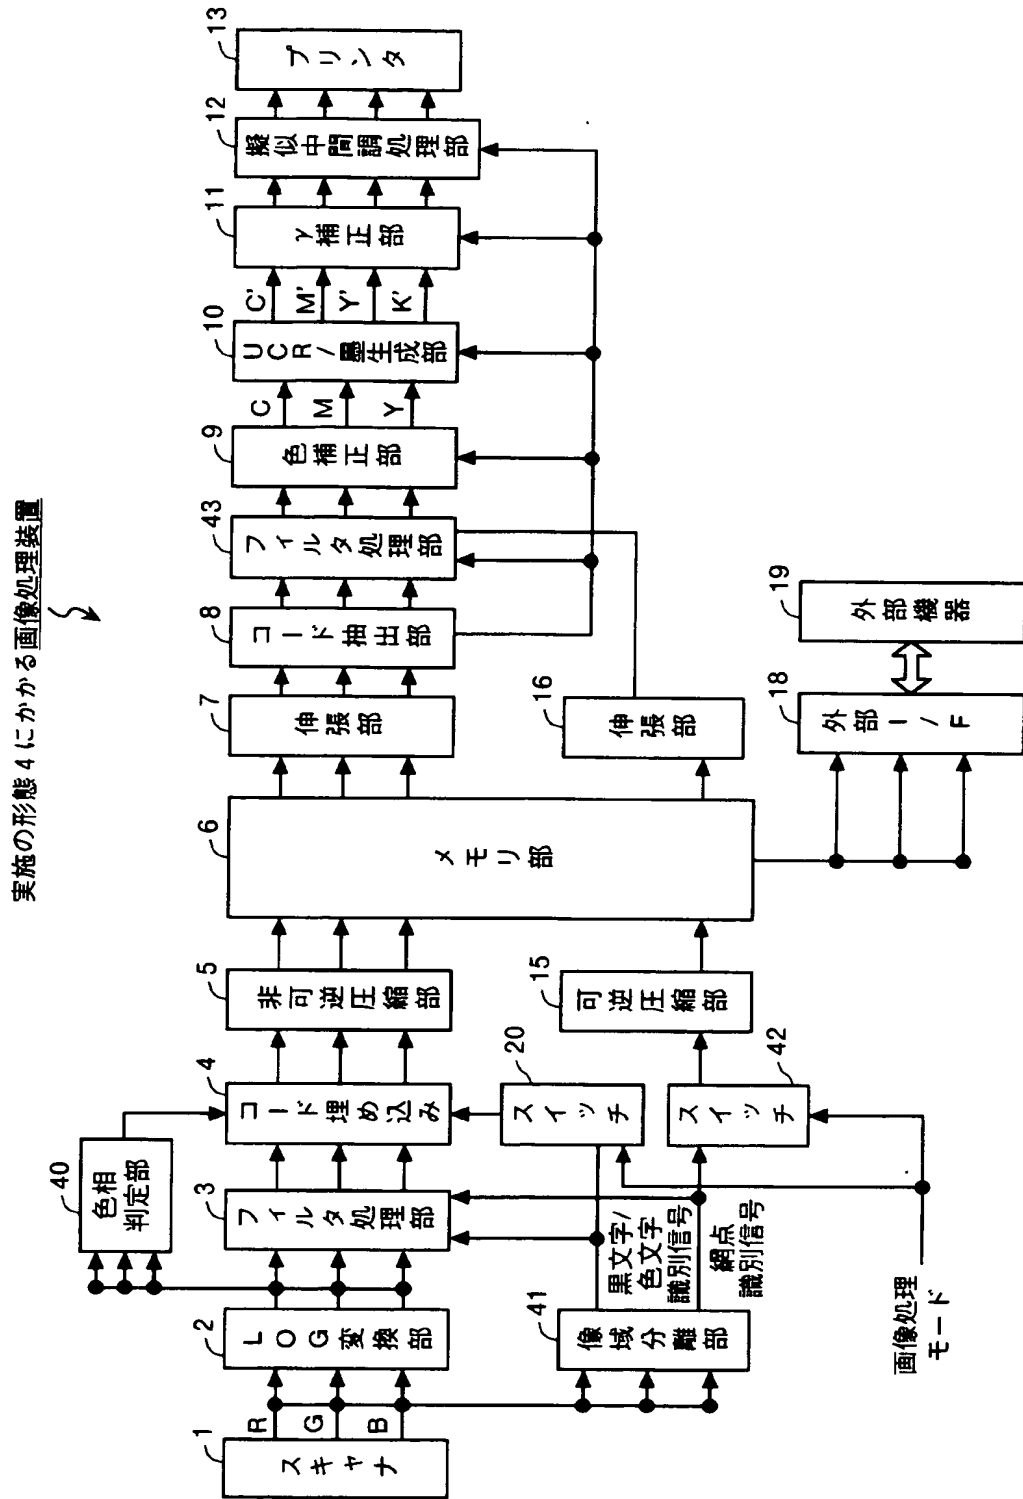 実施の形態4にかかる画像処理装置
1
スキャナ
R
G
B
2
LOG変換部
40
色相
判定部
3
フィルタ処理部
4
コード埋め込み
5
非可逆圧縮部
6
メモリ部
7
伸張部
8
コード抽出部
43
フィルタ処理部
9
色補正部
C
M
Y
10
UCR/墨生成部
C'
M'
Y'
K'
11
γ補正部
12
擬似中間調処理部
13
プリンタ
41
像域分離部
黒文字/
色文字
識別信号
網点
識別信号
20
スイッチ
42
スイッチ
15
可逆圧縮部
16
伸張部
18
外部I/F
19
外部機器
画像処理
モード